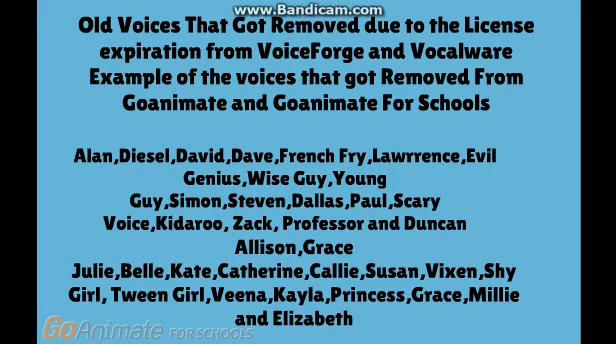 www.Bandicam.com
Old Voices That Got Removed due to the License
expiration from VoiceForge and Vocalware
Example of the voices that got Removed From
Goanimate and Goanimate For Schools
Alan,Diesel,David,Dave,French Fry,Lawrrence,Evil
Genius,Wise Guy,Young
Guy,Simon,Steven,Dallas,Paul,Scary
Voice,Kidaroo, Zack, Professor and Duncan
Allison,Grace
Julie,Belle,Kate,Catherine,Callie,Susan,Vixen,Shy
Girl, Tween Girl,Veena,Kayla,Princess,Grace,Millie
and Elizabeth
GoAnimate FOR SCHOOLS